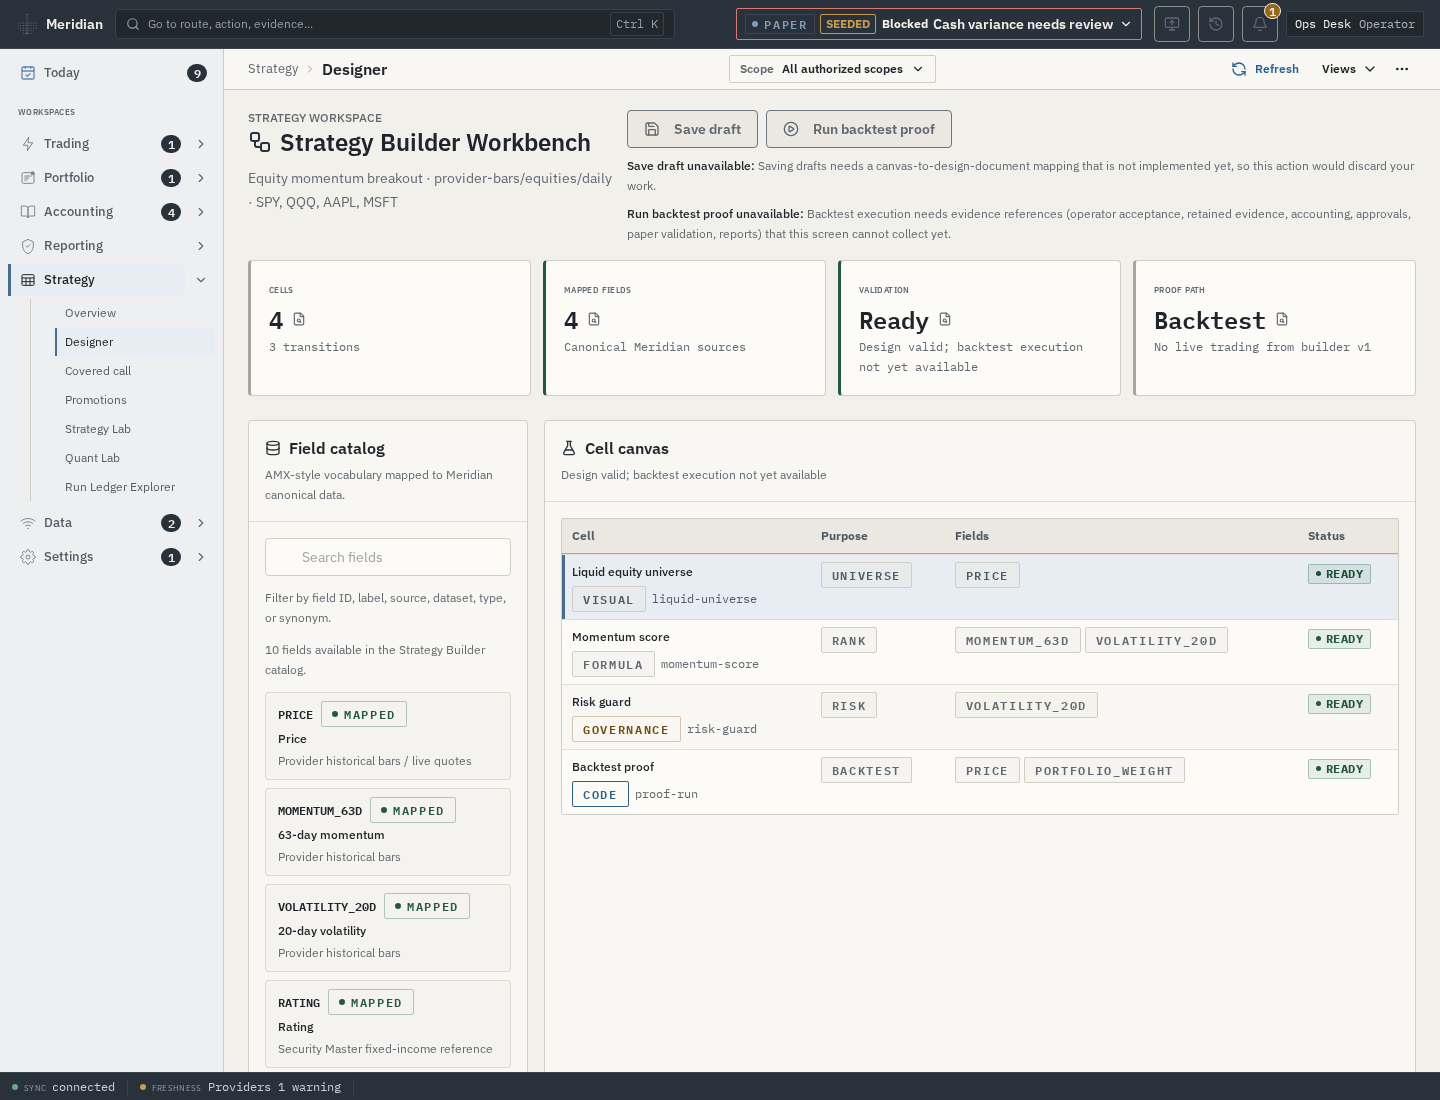 Meridian
Go to route, action, evidence...
Ctrl K
PAPER
SEEDED
Blocked Cash variance needs review
1
Ops Desk Operator
Today
9
WORKSPACES
Trading
1
Portfolio
1
Accounting
4
Reporting
Strategy
Overview
Designer
Covered call
Promotions
Strategy Lab
Quant Lab
Run Ledger Explorer
Data
2
Settings
1
Strategy
Designer
Scope All authorized scopes
Refresh
Views
STRATEGY WORKSPACE
Strategy Builder Workbench
Equity momentum breakout · provider-bars/equities/daily
· SPY, QQQ, AAPL, MSFT
Save draft
Run backtest proof
Save draft unavailable: Saving drafts needs a canvas-to-design-document mapping that is not implemented yet, so this action would discard your
work.
Run backtest proof unavailable: Backtest execution needs evidence references (operator acceptance, retained evidence, accounting, approvals,
paper validation, reports) that this screen cannot collect yet.
CELLS
4
3 transitions
MAPPED FIELDS
4
Canonical Meridian sources
VALIDATION
Ready
Design valid; backtest execution
not yet available
PROOF PATH
Backtest
No live trading from builder v1
Field catalog
AMX-style vocabulary mapped to Meridian
canonical data.
Search fields
Filter by field ID, label, source, dataset, type,
or synonym.
10 fields available in the Strategy Builder
catalog.
PRICE MAPPED
Price
Provider historical bars / live quotes
MOMENTUM_63D MAPPED
63-day momentum
Provider historical bars
VOLATILITY_20D MAPPED
20-day volatility
Provider historical bars
RATING MAPPED
Rating
Security Master fixed-income reference
Cell canvas
Design valid; backtest execution not yet available
Cell Purpose Fields Status
Liquid equity universe
VISUAL liquid-universe
UNIVERSE
PRICE
READY
Momentum score
FORMULA momentum-score
RANK
MOMENTUM_63D VOLATILITY_20D
READY
Risk guard
GOVERNANCE risk-guard
RISK
VOLATILITY_20D
READY
Backtest proof
CODE proof-run
BACKTEST
PRICE PORTFOLIO_WEIGHT
READY
SYNC connected
FRESHNESS Providers 1 warning